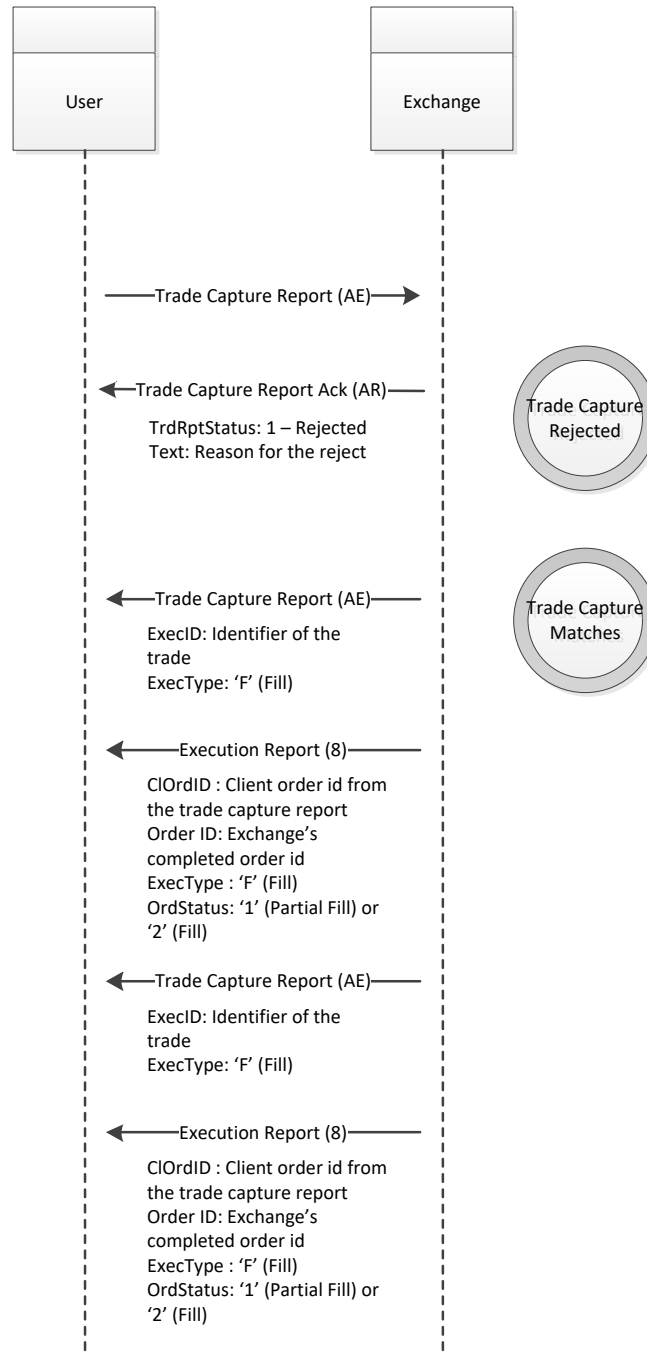 User
Exchange
Trade Capture Report (AE)
Trade Capture Report Ack (AR)
TrdRptStatus: 1 – Rejected
Text: Reason for the reject
Trade Capture
Rejected
Trade Capture Report (AE)
ExecID: Identifier of the
trade
ExecType: ‘F’ (Fill)
Trade Capture
Matches
Execution Report (8)
ClOrdID : Client order id from
the trade capture report
Order ID: Exchange’s
completed order id
ExecType : ‘F’ (Fill)
OrdStatus: ‘1’ (Partial Fill) or
‘2’ (Fill)
Trade Capture Report (AE)
ExecID: Identifier of the
trade
ExecType: ‘F’ (Fill)
Execution Report (8)
ClOrdID : Client order id from
the trade capture report
Order ID: Exchange’s
completed order id
ExecType : ‘F’ (Fill)
OrdStatus: ‘1’ (Partial Fill) or
‘2’ (Fill)